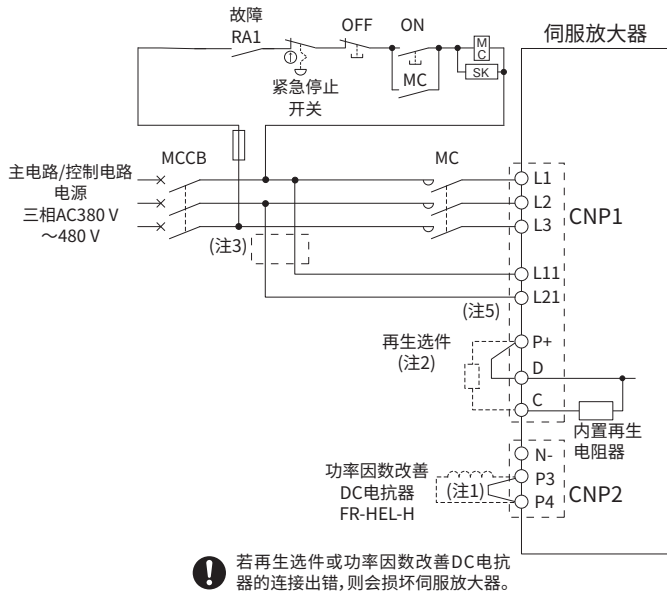 故障
RA1
OFF
ON
MC
SK
MC
紧急停止
开关
伺服放大器
主电路/控制电路
电源
三相AC380 V
～480 V
MCCB
MC
(注3)
L1
L2
L3
CNP1
L11
L21
(注5)
再生选件
(注2)
P+
D
C
内置再生
电阻器
功率因数改善
DC电抗器
FR-HEL-H
(注1)
N-
P3
P4
CNP2
若再生选件或功率因数改善DC电抗
器的连接出错，则会损坏伺服放大器。